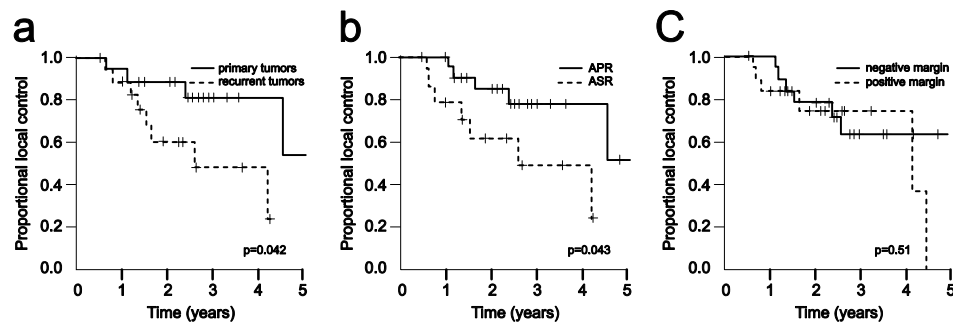 a
Proportional local control
1.0
0.8
0.6
0.4
0.2
0.0
primary tumors
recurrent tumors
p=0.042
0 1 2 3 4 5
Time (years)
b
Proportional local control
1.0
0.8
0.6
0.4
0.2
0.0
APR
ASR
p=0.043
0 1 2 3 4 5
Time (years)
C
Proportional local control
1.0
0.8
0.6
0.4
0.2
0.0
negative margin
positive margin
p=0.51
0 1 2 3 4 5
Time (years)